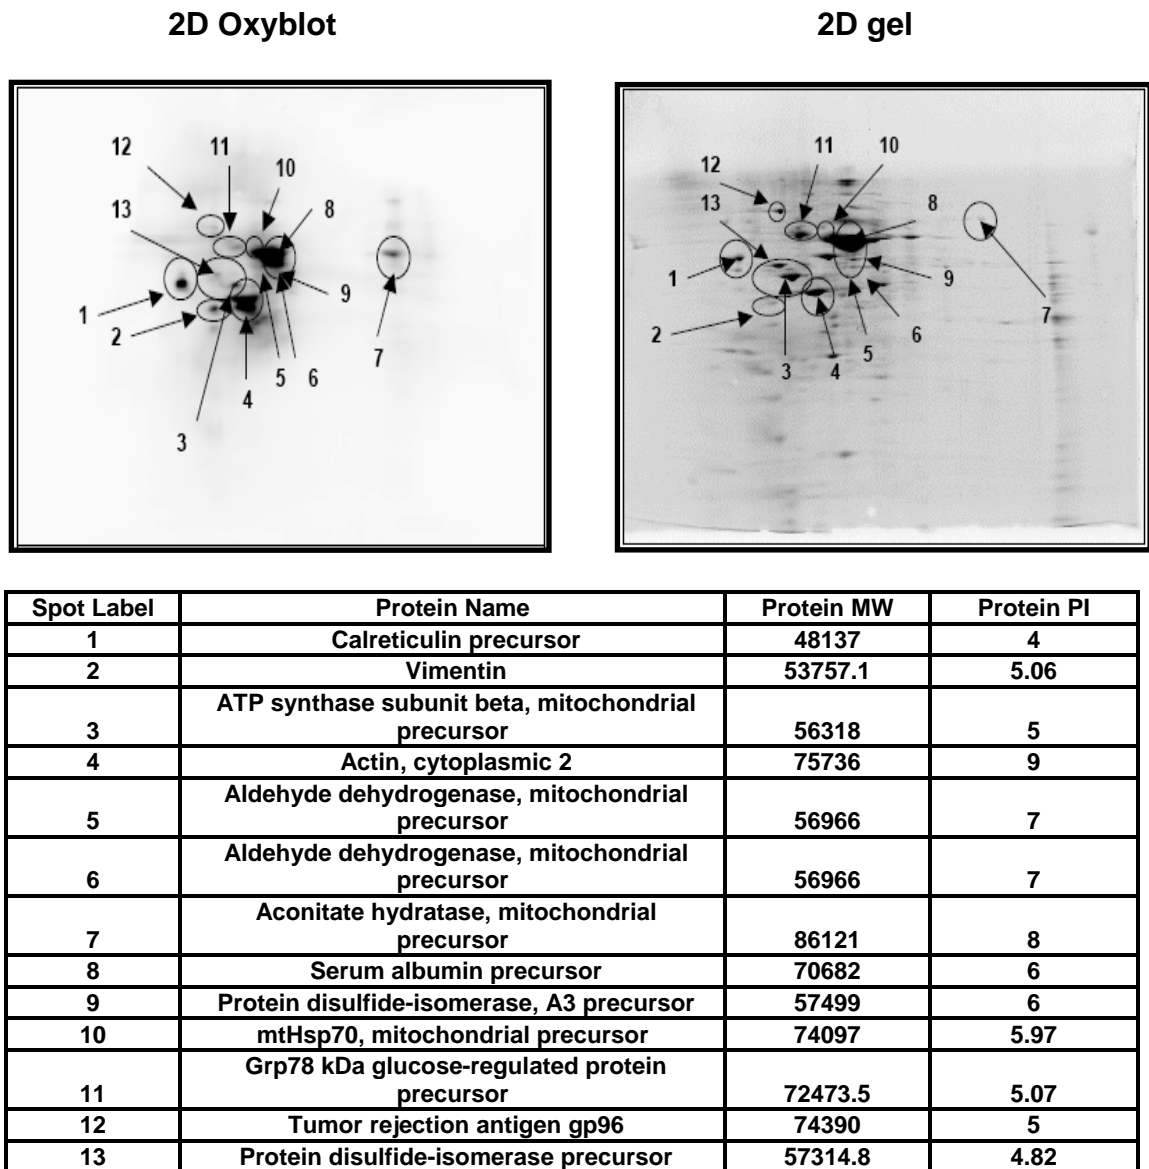 2D Oxyblot
2D gel
12
11
10
13
8
1
9
2
7
5
6
4
3
12
11
10
13
8
1
9
7
2
6
5
3
4
Spot Label Protein Name Protein MW Protein PI
1 Calreticulin precursor 48137 4
2 Vimentin 53757.1 5.06
ATP synthase subunit beta, mitochondrial
3 precursor 56318 5
4 Actin, cytoplasmic 2 75736 9
Aldehyde dehydrogenase, mitochondrial
5 precursor 56966 7
Aldehyde dehydrogenase, mitochondrial
6 precursor 56966 7
Aconitate hydratase, mitochondrial
7 precursor 86121 8
8 Serum albumin precursor 70682 6
9 Protein disulfide-isomerase, A3 precursor 57499 6
10 mtHsp70, mitochondrial precursor 74097 5.97
Grp78 kDa glucose-regulated protein
11 precursor 72473.5 5.07
12 Tumor rejection antigen gp96 74390 5
13 Protein disulfide-isomerase precursor 57314.8 4.82